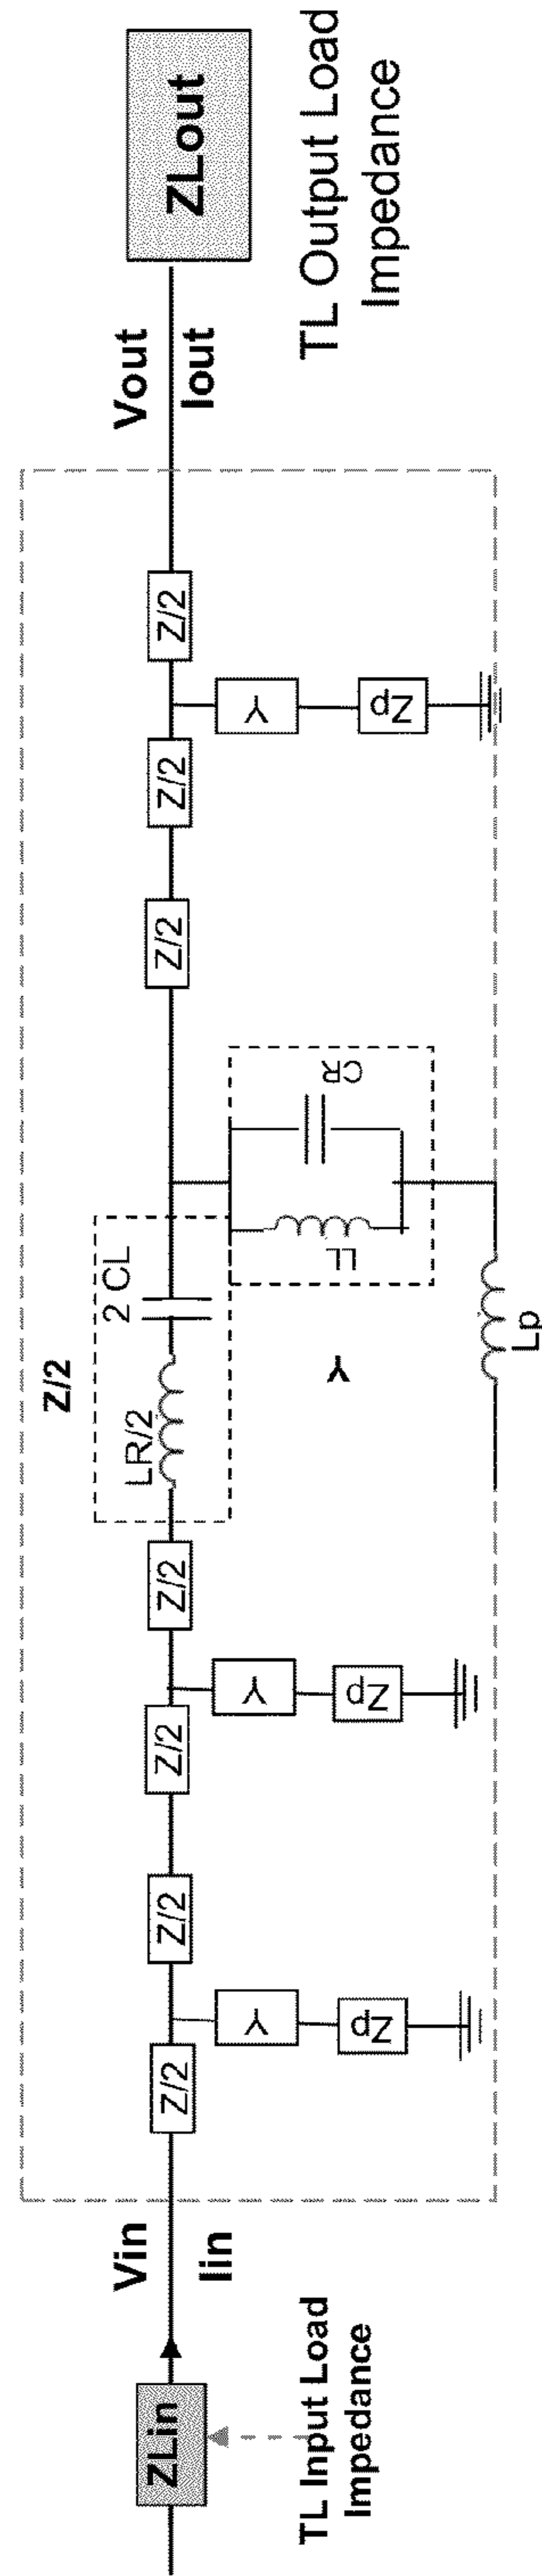 ZLin
TL Input Load
Impedance
Vin
Iin
Z/2
Y
Zp
Z/2
Z/2
Y
Zp
Z/2
Z/2
LR/2
2 CL
Y
LL
CR
Lp
Z/2
Z/2
Y
Zp
Z/2
Vout
Iout
ZLout
TL Output Load
Impedance